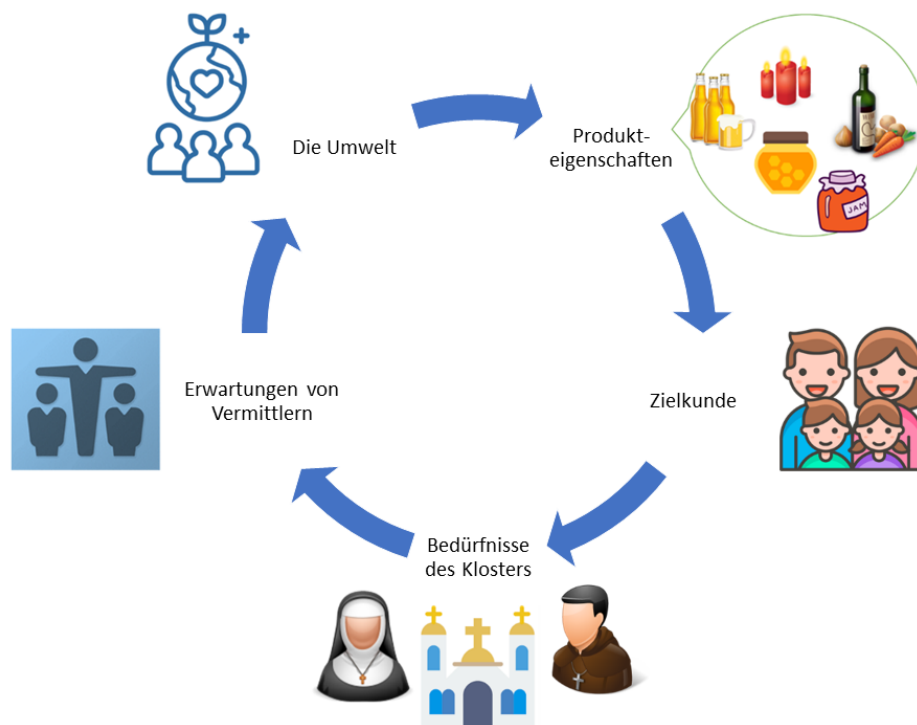 Die Umwelt
Produkt-
eigenschaften
JAM
Zielkunde
Bedürfnisse
des Klosters
Erwartungen von
Vermittlern